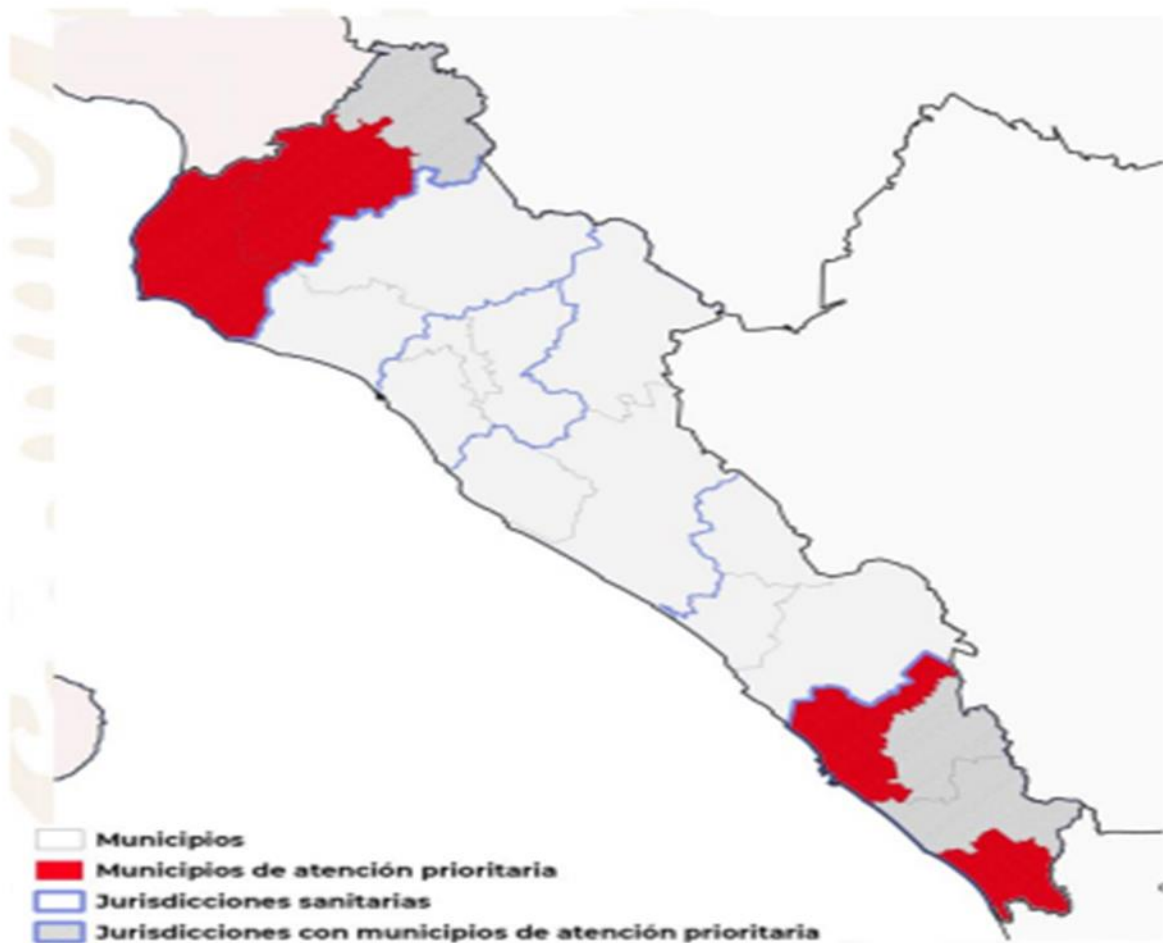 Municipios
Municipios de atención prioritaria
Jurisdicciones sanitarias
Jurisdicciones con municipios de atención prioritaria